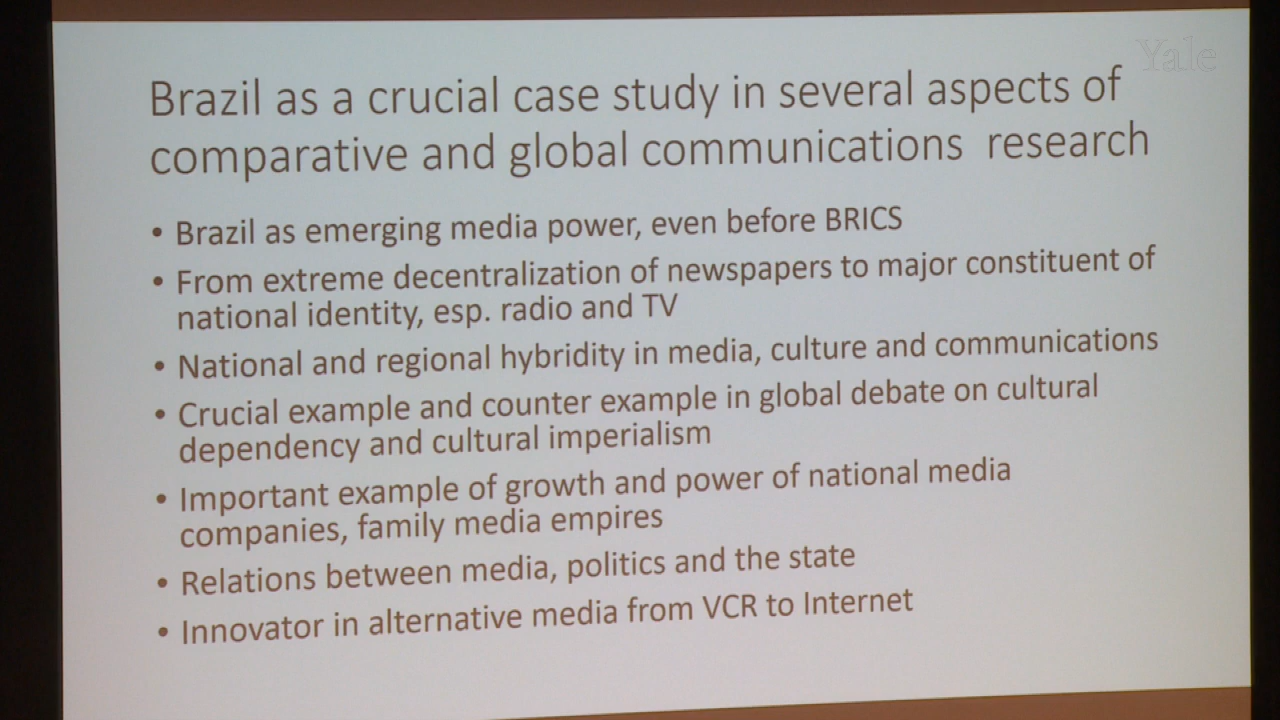 Yale
Brazil as a crucial case study in several aspects of
comparative and global communications research
• Brazil as emerging media power, even before BRICS
• From extreme decentralization of newspapers to major constituent of
national identity, esp. radio and TV
• National and regional hybridity in media, culture and communications
• Crucial example and counter example in global debate on cultural
dependency and cultural imperialism
• Important example of growth and power of national media
companies, family media empires
• Relations between media, politics and the state
• Innovator in alternative media from VCR to Internet